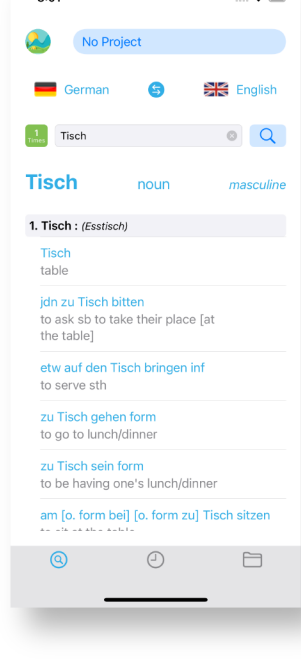 No Project
German
English
1
Times
Tisch
Tisch noun masculine
1. Tisch : (Esstisch)
Tisch
table
jdn zu Tisch bitten
to ask sb to take their place [at
the table]
etw auf den Tisch bringen inf
to serve sth
zu Tisch gehen form
to go to lunch/dinner
zu Tisch sein form
to be having one's lunch/dinner
am [o. form bei] [o. form zu] Tisch sitzen